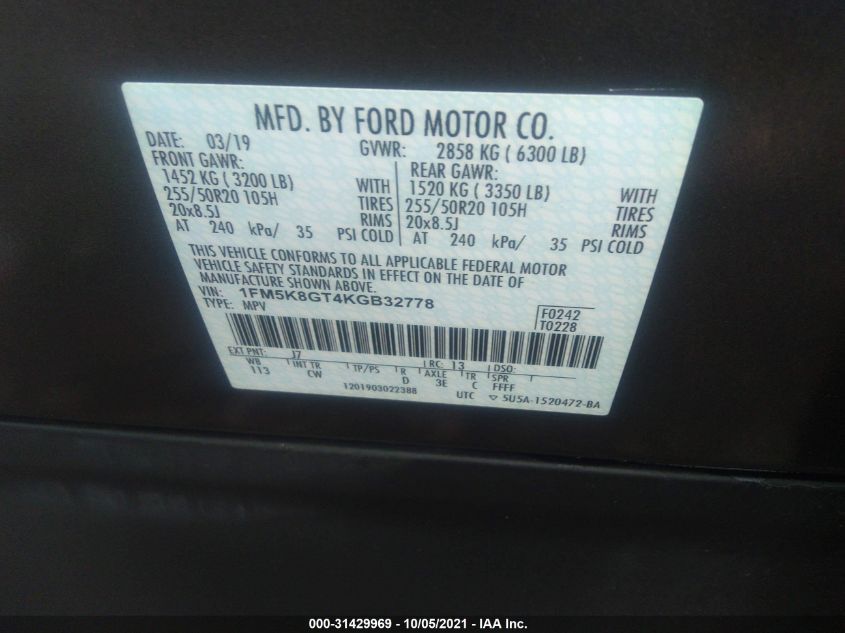 MFD. BY FORD MOTOR CO.
DATE: 03/19 GVWR: 2858 KG ( 6300 LB)
FRONT GAWR: REAR GAWR:
1452 KG ( 3200 LB) WITH 1520 KG ( 3350 LB) WITH
255/50R20 105H TIRES 255/50R20 105H TIRES
20x8.5J RIMS 20x8.5J RIMS
AT 240 kPa/ 35 PSI COLD AT 240 kPa/ 35 PSI COLD
THIS VEHICLE CONFORMS TO ALL APPLICABLE FEDERAL MOTOR
VEHICLE SAFETY STANDARDS IN EFFECT ON THE DATE OF
MANUFACTURE SHOWN ABOVE.
VIN: 1FM5K8GT4KGB32778 F0242
TYPE: MPV T0228
EXT PNT: J7 RC: 13 DSO:
WB INT TR TP/PS R AXLE TR SPR
113 CW D 3E C FFFF
1201903022388 UTC ▽ 5U5A-1520472-BA
000-31429969 - 10/05/2021 - IAA Inc.